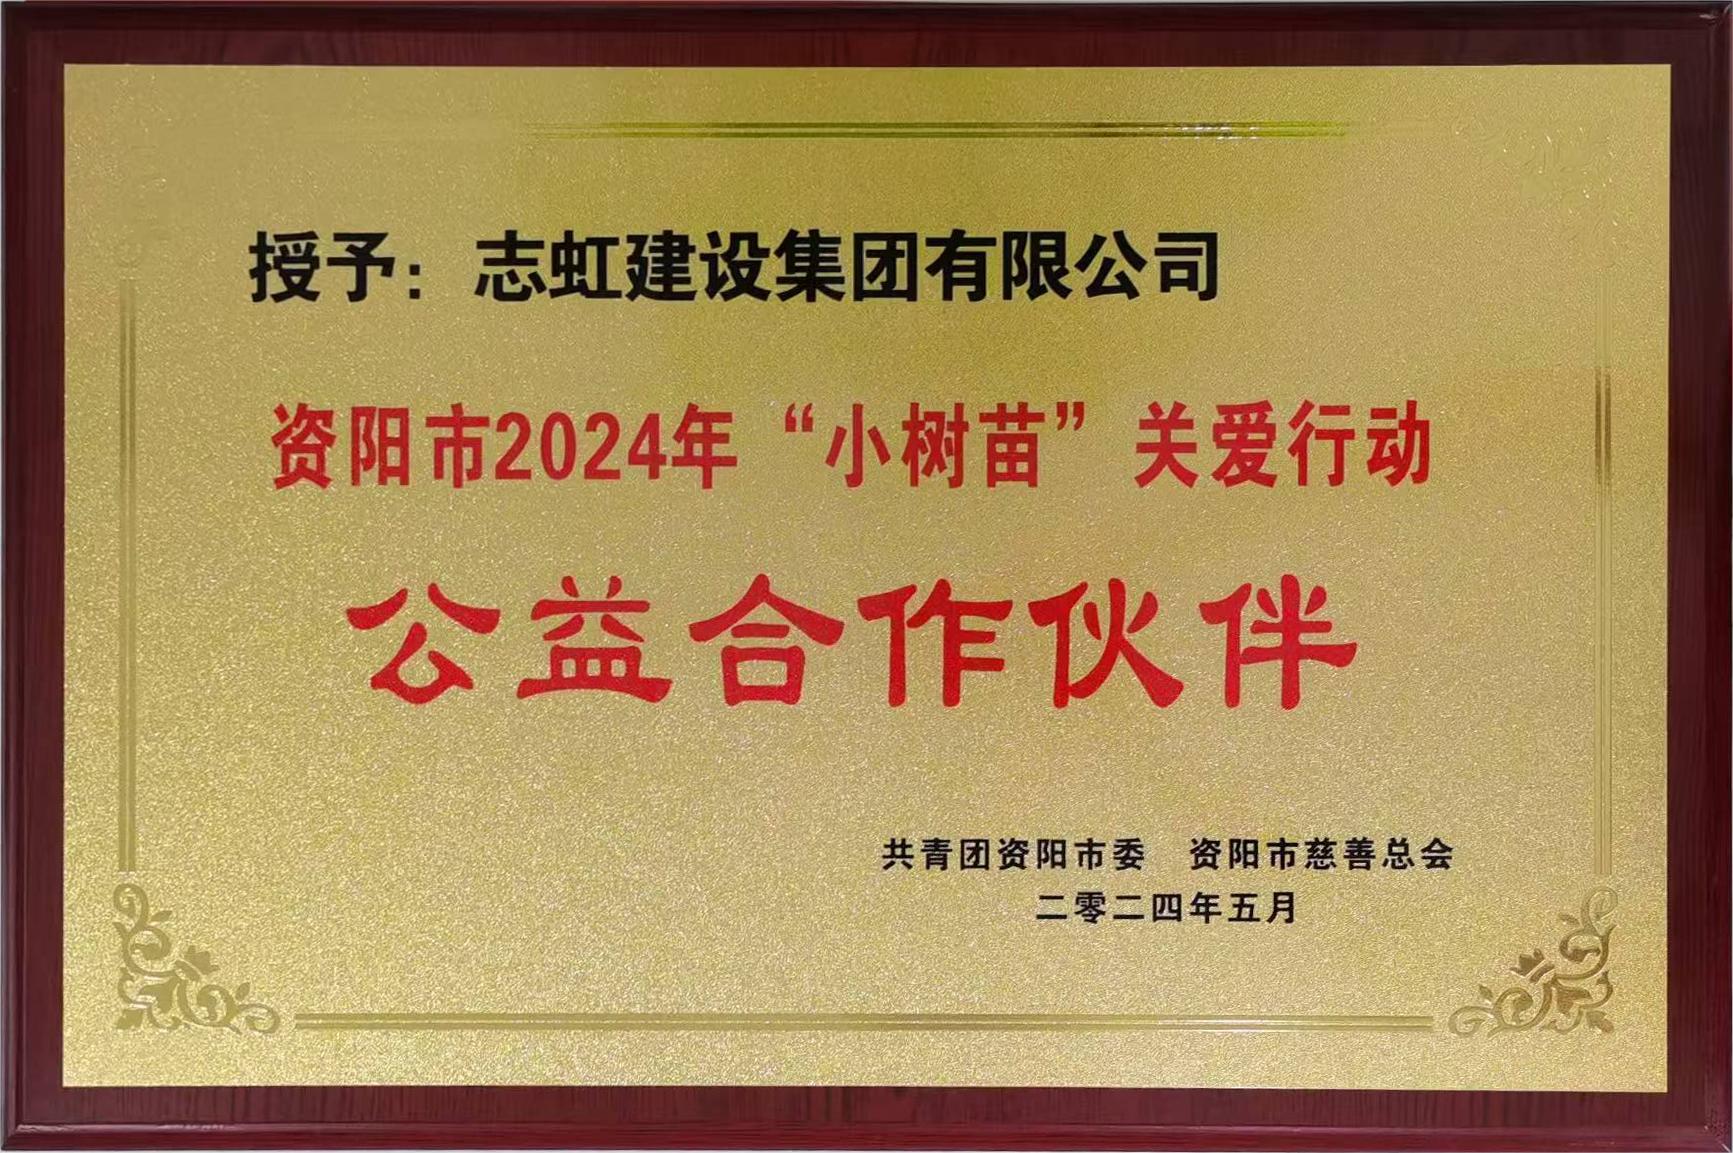 授予：志虹建设集团有限公司
资阳市2024年“小树苗”关爱行动
公益合作伙伴
共青团资阳市委　资阳市慈善总会
二零二四年五月